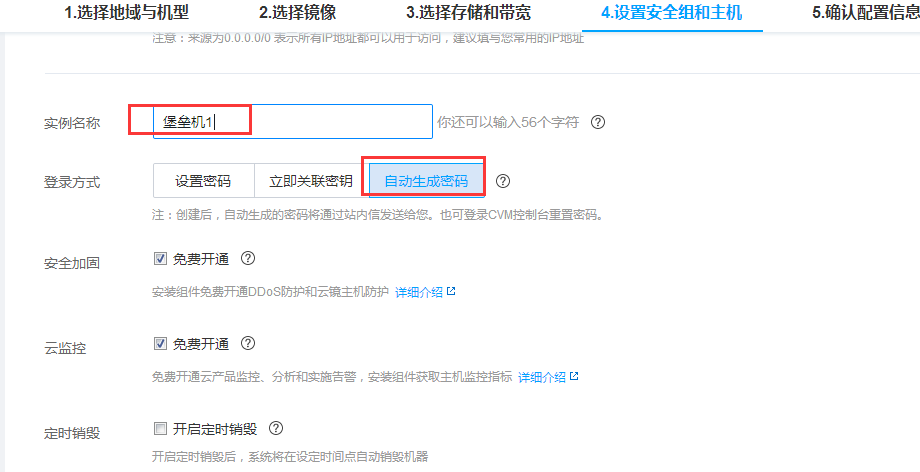 1.选择地域与机型 2.选择镜像 3.选择存储和带宽 4.设置安全组和主机 5.确认配置信息
注意：来源为0.0.0.0/0 表示所有IP地址都可以用于访问，建议填写您常用的IP地址
实例名称 堡垒机1 你还可以输入56个字符 ?
登录方式 设置密码 立即关联密钥 自动生成密码 ?
注：创建后，自动生成的密码将通过站内信发送给您。也可登录CVM控制台重置密码。
安全加固 免费开通 ?
安装组件免费开通DDoS防护和云镜主机防护 详细介绍
云监控 免费开通 ?
免费开通云产品监控、分析和实施告警，安装组件获取主机监控指标 详细介绍
定时销毁 开启定时销毁 ?
开启定时销毁后，系统将在设定时间点自动销毁机器